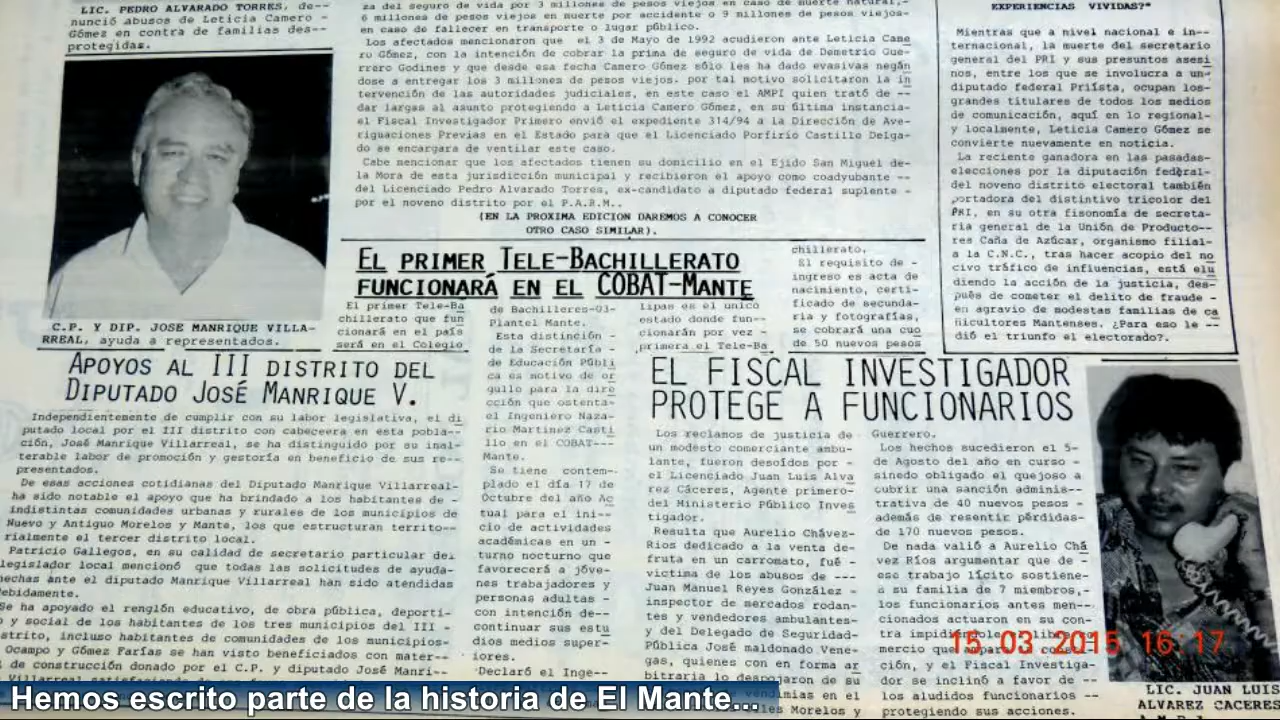 LIC. PEDRO ALVARADO TORRES, de--
nunció abusos de Leticia Camero -
Gómez en contra de familias des--
protegidas.
C.P. Y DIP. JOSE MANRIQUE VILLA-
RREAL, ayuda a representados.
za del seguro de vida por 3 millones de pesos viejos en caso de muerte natural,-
6 millones de pesos viejos en muerte por accidente o 9 millones de pesos viejos-
en caso de fallecer en transporte o lugar público.
Los afectados mencionaron que el 3 de Mayo de 1992 acudieron ante Leticia Came
ro Gómez, con la intención de cobrar la prima de seguro de vida de Demetrio Gue-
rrero Godines y que desde esa fecha Camero Gómez sólo les ha dado evasivas negán
dose a entregar los 3 millones de pesos viejos. por tal motivo solicitaron la in
tervención de las autoridades judiciales, en este caso el AMPI quien trató de --
dar largas al asunto protegiendo a Leticia Camero Gómez, en su última instancia-
el Fiscal Investigador Primero envió el expediente 314/94 a la Dirección de Ave-
riguaciones Previas en el Estado para que el Licenciado Porfirio Castillo Delga-
do se encargara de ventilar este caso.
Cabe mencionar que los afectados tienen su domicilio en el Ejido San Miguel de-
la Mora de esta jurisdicción municipal y recibieron el apoyo como coadyubante --
del Licenciado Pedro Alvarado Torres, ex-candidato a diputado federal suplente -
por el noveno distrito por el P.A.R.M..
(EN LA PROXIMA EDICION DAREMOS A CONOCER
OTRO CASO SIMILAR).
EXPERIENCIAS VIVIDAS?"
Mientras que a nivel nacional e in--
ternacional, la muerte del secretario
general del PRI y sus presuntos asesi
nos, entre los que se involucra a un-
diputado federal Priísta, ocupan los-
grandes titulares de todos los medios
de comunicación, aquí en lo regional-
y localmente, Leticia Camero Gómez se
convierte nuevamente en noticia.
La reciente ganadora en las pasadas-
elecciones por la diputación federal-
del noveno distrito electoral también
portadora del distintivo tricolor del
PRI, en su otra fisonomía de secreta-
ria general de la Unión de Producto--
res Caña de Azúcar, organismo filial-
a la C.N.C., tras hacer acopio del no
civo tráfico de influencias, está elu
diendo la acción de la justicia, des-
pués de cometer el delito de fraude -
en agravio de modestas familias de ca
ñicultores Mantenses. ¿Para eso le --
dió el triunfo el electorado?.
EL PRIMER TELE-BACHILLERATO
FUNCIONARÁ EN EL COBAT-MANTE
El primer Tele-Ba
chillerato que fun
cionará en el país
será en el Colegio
de Bachilleres-03-
Plantel Mante.
Esta distinción -
de la Secretaría -
de Educación Públi
ca es motivo de or
gullo para la dire
cción que ostenta-
el Ingeniero Naza-
rio Martínez Casti
llo en el COBAT---
Mante.
Se tiene contem-
plado el día 17 de
Octubre del año Ac
tual para el ini--
cio de actividades
académicas en un -
turno nocturno que
favorecerá a jóve-
nes trabajadores y
personas adultas -
con intención de--
continuar sus estu
dios medios super-
iores.
Declaró el Inge--
lipas es el único
estado donde fun--
cionarán por vez -
primera el Tele-Ba
chillerato.
El requisito de -
ingreso es acta de
nacimiento, certi-
ficado de secunda-
ria y fotografías,
se cobrará una cuo
de 50 nuevos pesos
APOYOS AL III DISTRITO DEL
DIPUTADO JOSÉ MANRIQUE V.
Independientemente de cumplir con su labor legislativa, el di
putado local por el III distrito con cabeceera en esta pobla--
ción, José Manrique Villarreal, se ha distinguido por su inal-
terable labor de promoción y gestoría en beneficio de sus re--
presentados.
De esas acciones cotidianas del Diputado Manrique Villarreal-
ha sido notable el apoyo que ha brindado a los habitantes de -
indistintas comunidades urbanas y rurales de los municipios de
Nuevo y Antiguo Morelos y Mante, los que estructuran territo--
rialmente el tercer distrito local.
Patricio Gallegos, en su calidad de secretario particular del
legislador local mencionó que todas las solicitudes de ayuda-
hechas ante el diputado Manrique Villarreal han sido atendidas
debidamente.
Se ha apoyado el renglón educativo, de obra pública, deporti-
o y social de los habitantes de los tres municipios del III -
strito, incluso habitantes de comunidades de los municipios-
Ocampo y Gómez Farías se han visto beneficiados con mater--
de construcción donado por el C.P. y diputado José Manri--
EL FISCAL INVESTIGADOR
PROTEGE A FUNCIONARIOS
Los reclamos de justicia de
un modesto comerciante ambu-
lante, fueron desoídos por -
el Licenciado Juan Luis Alva
rez Cáceres, Agente primero-
del Ministerio Público Inves
tigador.
Resulta que Aurelio Chávez-
Ríos dedicado a la venta de-
fruta en un carromato, fué -
víctima de los abusos de ---
Juan Manuel Reyes González -
inspector de mercados rodan-
tes y vendedores ambulantes-
y del Delegado de Seguridad-
Pública José maldonado Vene-
gas, quienes con forma ar
bitraria lo despojaron de su
Guerrero.
Los hechos sucedieron el 5-
de Agosto del año en curso -
sinedo obligado el quejoso a
cubrir una sanción adminis--
trativa de 40 nuevos pesos -
además de resentir pérdidas-
de 170 nuevos pesos.
De nada valió a Aurelio Chá
vez Ríos argumentar que de -
ese trabajo lícito sostiene-
a su familia de 7 miembros,-
los funcionarios antes men--
cionados actuaron en su con-
tra
ción, y el Fiscal Investiga-
dor se inclinó a favor de --
los aludidos funcionarios --
protegiendo sus acciones.
LIC. JUAN LUIS
ALVAREZ CACERES
15.03.2015 16:17
Hemos escrito parte de la historia de El Mante...